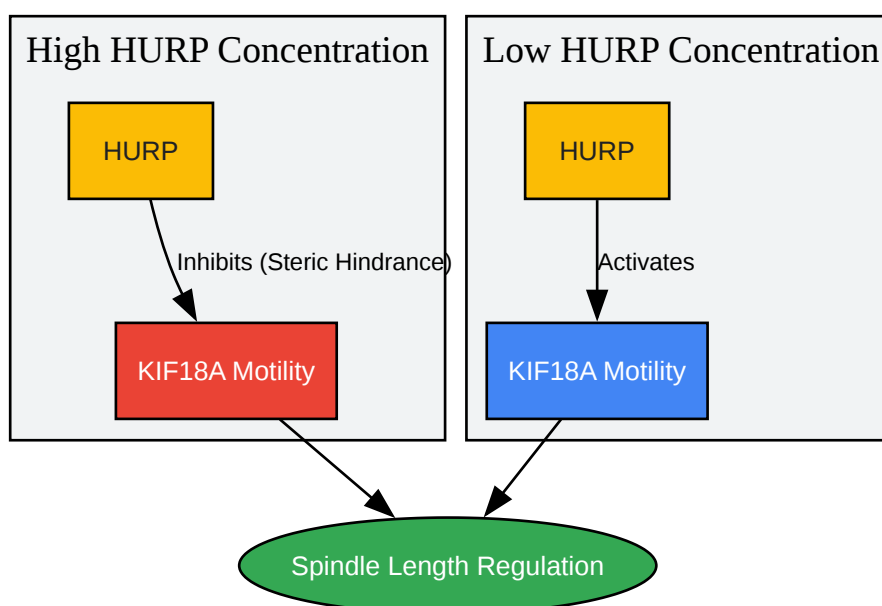 High HURP Concentration
HURP
Inhibits (Steric Hindrance)
KIF18A Motility
Low HURP Concentration
HURP
Activates
KIF18A Motility
Spindle Length Regulation